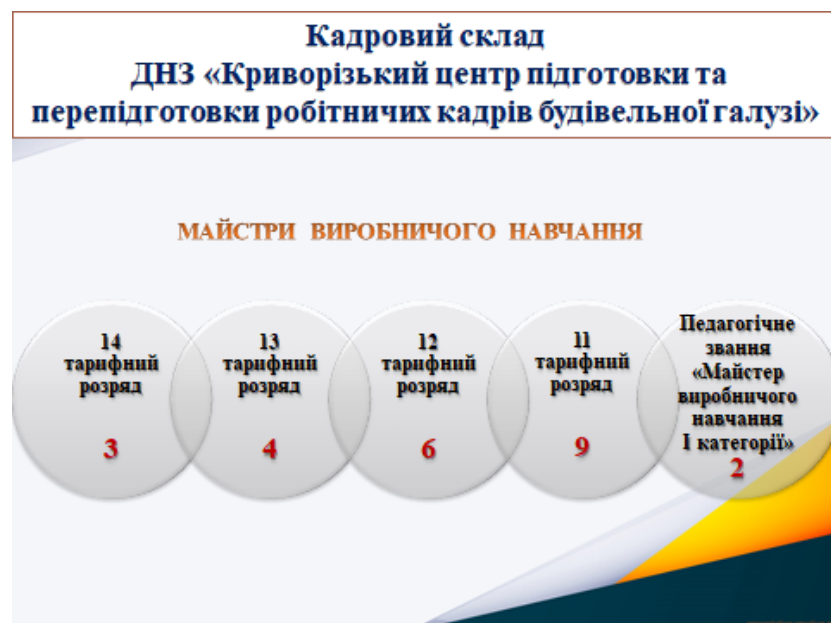 Кадровий склад
ДНЗ «Криворізький центр підготовки та
перепідготовки робітничих кадрів будівельної галузі»
МАЙСТРИ ВИРОБНИЧОГО НАВЧАННЯ
14
тарифний
розряд
3
13
тарифний
розряд
4
12
тарифний
розряд
6
11
тарифний
розряд
9
Педагогічне
звання
«Майстер
виробничого
навчання
І категорії»
2